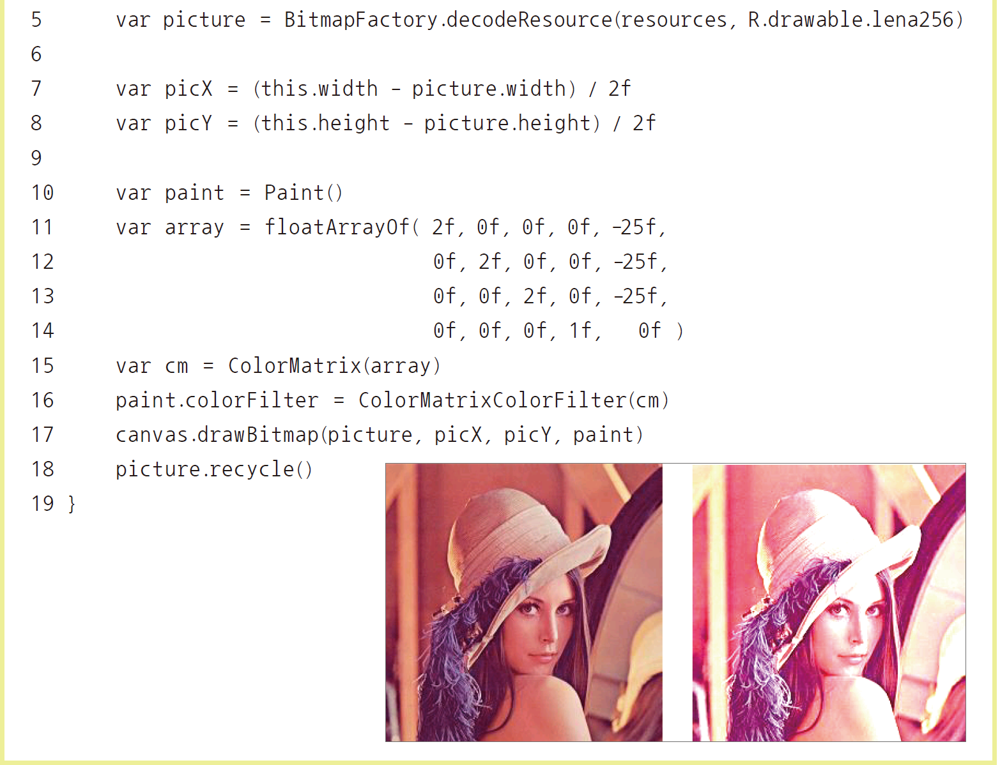 5 var picture = BitmapFactory.decodeResource(resources, R.drawable.lena256)
6
7 var picX = (this.width - picture.width) / 2f
8 var picY = (this.height - picture.height) / 2f
9
10 var paint = Paint()
11 var array = floatArrayOf( 2f, 0f, 0f, 0f, -25f,
12 0f, 2f, 0f, 0f, -25f,
13 0f, 0f, 2f, 0f, -25f,
14 0f, 0f, 0f, 1f, 0f )
15 var cm = ColorMatrix(array)
16 paint.colorFilter = ColorMatrixColorFilter(cm)
17 canvas.drawBitmap(picture, picX, picY, paint)
18 picture.recycle()
19 }